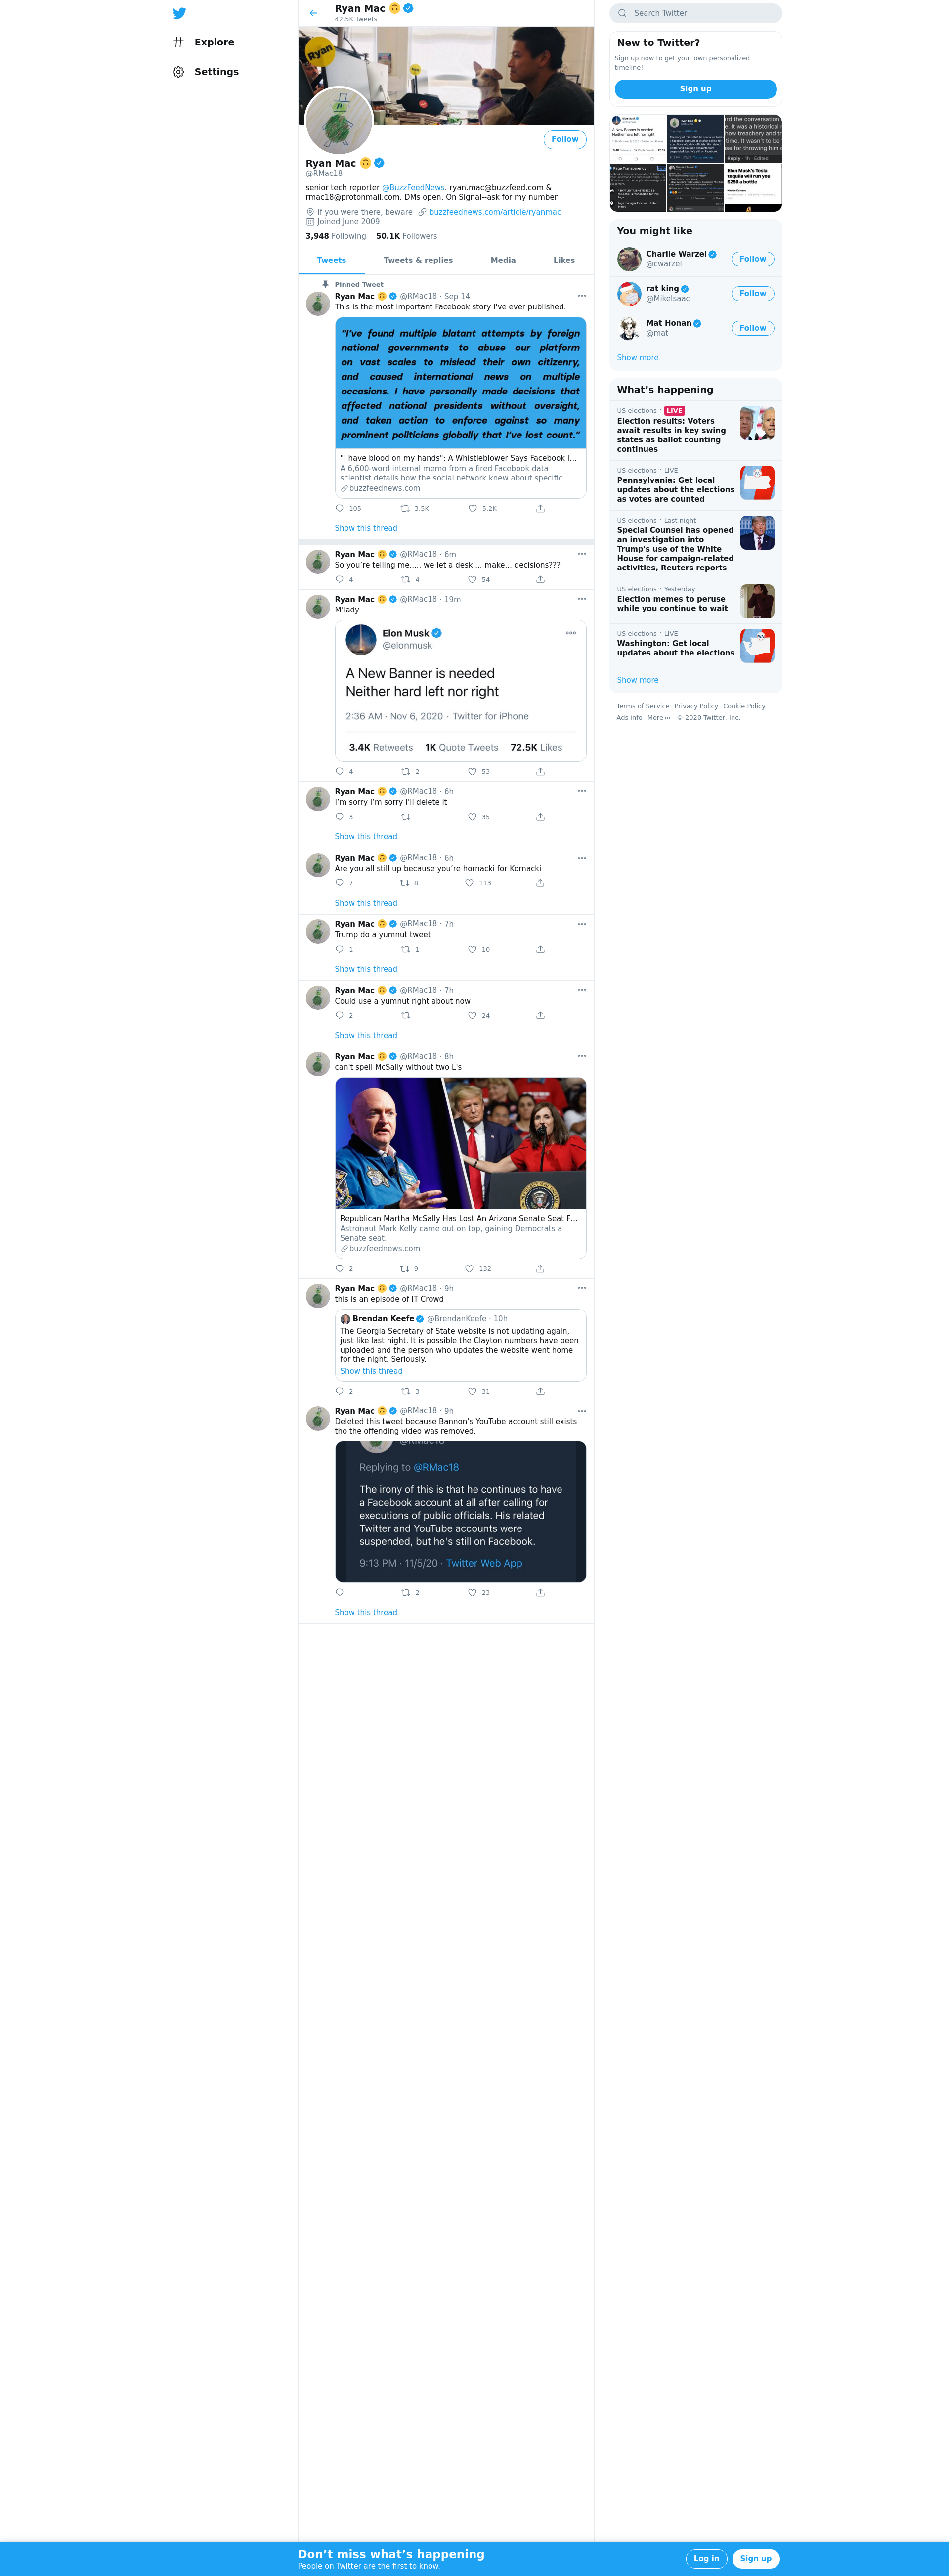 Explore
Settings
Ryan Mac 🙃
42.5K Tweets
Ryan
Ryan
Follow
Ryan Mac 🙃
@RMac18
senior tech reporter @BuzzFeedNews. ryan.mac@buzzfeed.com &
rmac18@protonmail.com. DMs open. On Signal--ask for my number
If you were there, beware buzzfeednews.com/article/ryanmac
Joined June 2009
3,948 Following 50.1K Followers
Tweets Tweets & replies Media Likes
Pinned Tweet
Ryan Mac 🙃 @RMac18 · Sep 14
This is the most important Facebook story I've ever published:
"I've found multiple blatant attempts by foreign
national governments to abuse our platform
on vast scales to mislead their own citizenry,
and caused international news on multiple
occasions. I have personally made decisions that
affected national presidents without oversight,
and taken action to enforce against so many
prominent politicians globally that I've lost count."
"I have blood on my hands": A Whistleblower Says Facebook I...
A 6,600-word internal memo from a fired Facebook data
scientist details how the social network knew about specific ...
buzzfeednews.com
105 3.5K 5.2K
Show this thread
Ryan Mac 🙃 @RMac18 · 6m
So you're telling me..... we let a desk.... make,,, decisions???
4 4 54
Ryan Mac 🙃 @RMac18 · 19m
M'lady
Elon Musk
@elonmusk
A New Banner is needed
Neither hard left nor right
2:36 AM · Nov 6, 2020 · Twitter for iPhone
3.4K Retweets 1K Quote Tweets 72.5K Likes
4 2 53
Ryan Mac 🙃 @RMac18 · 6h
I'm sorry I'm sorry I'll delete it
3 35
Show this thread
Ryan Mac 🙃 @RMac18 · 6h
Are you all still up because you're hornacki for Kornacki
7 8 113
Show this thread
Ryan Mac 🙃 @RMac18 · 7h
Trump do a yumnut tweet
1 1 10
Show this thread
Ryan Mac 🙃 @RMac18 · 7h
Could use a yumnut right about now
2 24
Show this thread
Ryan Mac 🙃 @RMac18 · 8h
can't spell McSally without two L's
Republican Martha McSally Has Lost An Arizona Senate Seat F...
Astronaut Mark Kelly came out on top, gaining Democrats a
Senate seat.
buzzfeednews.com
2 9 132
Ryan Mac 🙃 @RMac18 · 9h
this is an episode of IT Crowd
Brendan Keefe @BrendanKeefe · 10h
The Georgia Secretary of State website is not updating again,
just like last night. It is possible the Clayton numbers have been
uploaded and the person who updates the website went home
for the night. Seriously.
Show this thread
2 3 31
Ryan Mac 🙃 @RMac18 · 9h
Deleted this tweet because Bannon's YouTube account still exists
tho the offending video was removed.
@RMac18
Replying to @RMac18
The irony of this is that he continues to have
a Facebook account at all after calling for
executions of public officials. His related
Twitter and YouTube accounts were
suspended, but he's still on Facebook.
9:13 PM · 11/5/20 · Twitter Web App
2 23
Show this thread
Search Twitter
New to Twitter?
Sign up now to get your own personalized
timeline!
Sign up
A New Banner is needed
Neither hard left nor right
Page Transparency
Reply · 1h · Edited
Elon Musk's Tesla
tequila will run you
$250 a bottle
You might like
Charlie Warzel
@cwarzel
Follow
rat king
@MikeIsaac
Follow
Mat Honan
@mat
Follow
Show more
What's happening
US elections · LIVE
Election results: Voters
await results in key swing
states as ballot counting
continues
US elections · LIVE
Pennsylvania: Get local
updates about the elections
as votes are counted
US elections · Last night
Special Counsel has opened
an investigation into
Trump's use of the White
House for campaign-related
activities, Reuters reports
US elections · Yesterday
Election memes to peruse
while you continue to wait
US elections · LIVE
Washington: Get local
updates about the elections
Show more
Terms of Service Privacy Policy Cookie Policy
Ads info More © 2020 Twitter, Inc.
Don't miss what's happening
People on Twitter are the first to know.
Log in
Sign up